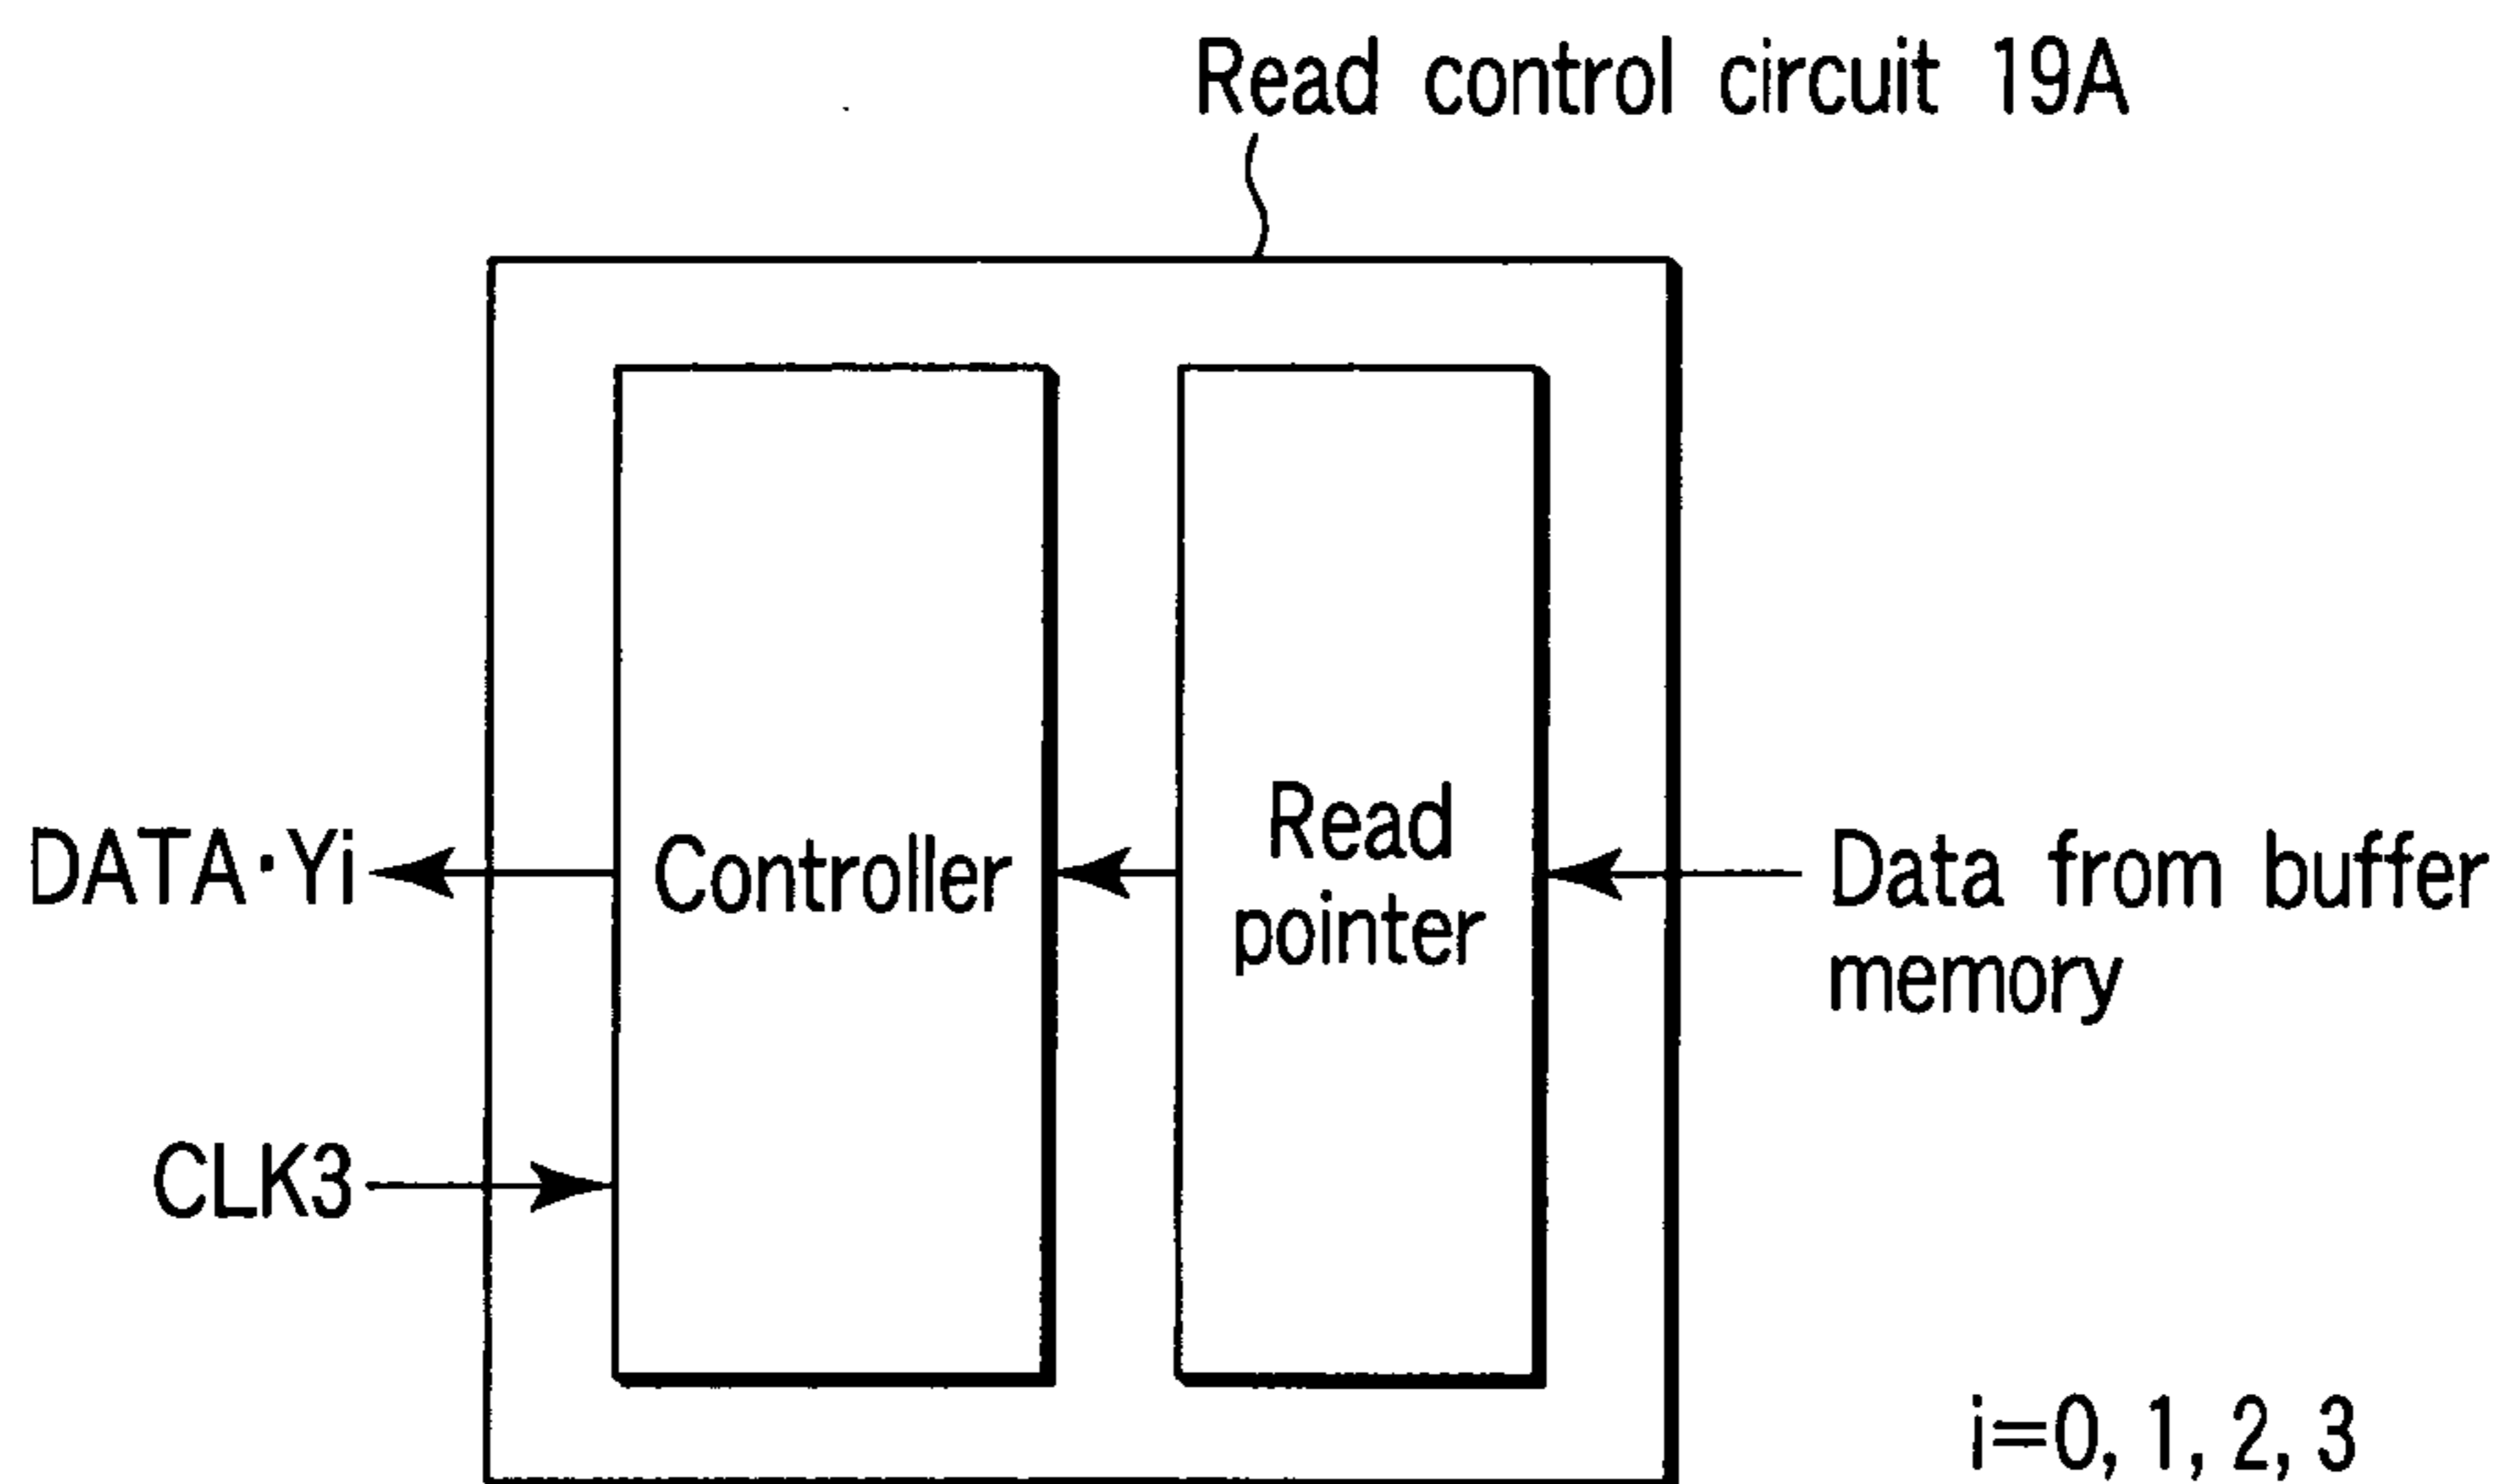 Read control circuit 19A
Controller
Read
pointer
DATA·Yi
Data from buffer
memory
CLK3
i=0, 1, 2, 3